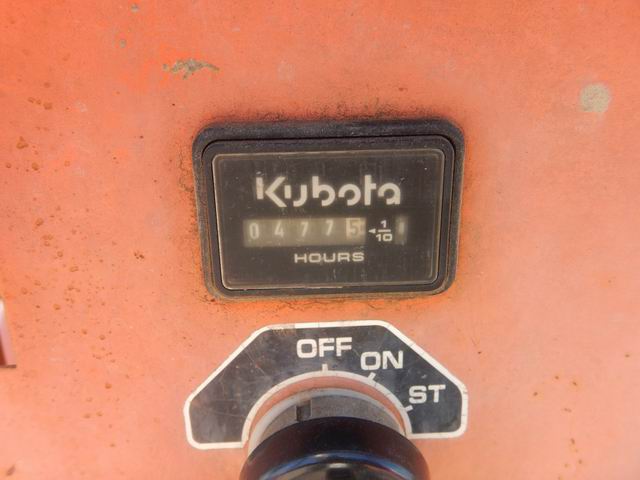 Kubota
04775 1/10
HOURS
OFF
ON
ST